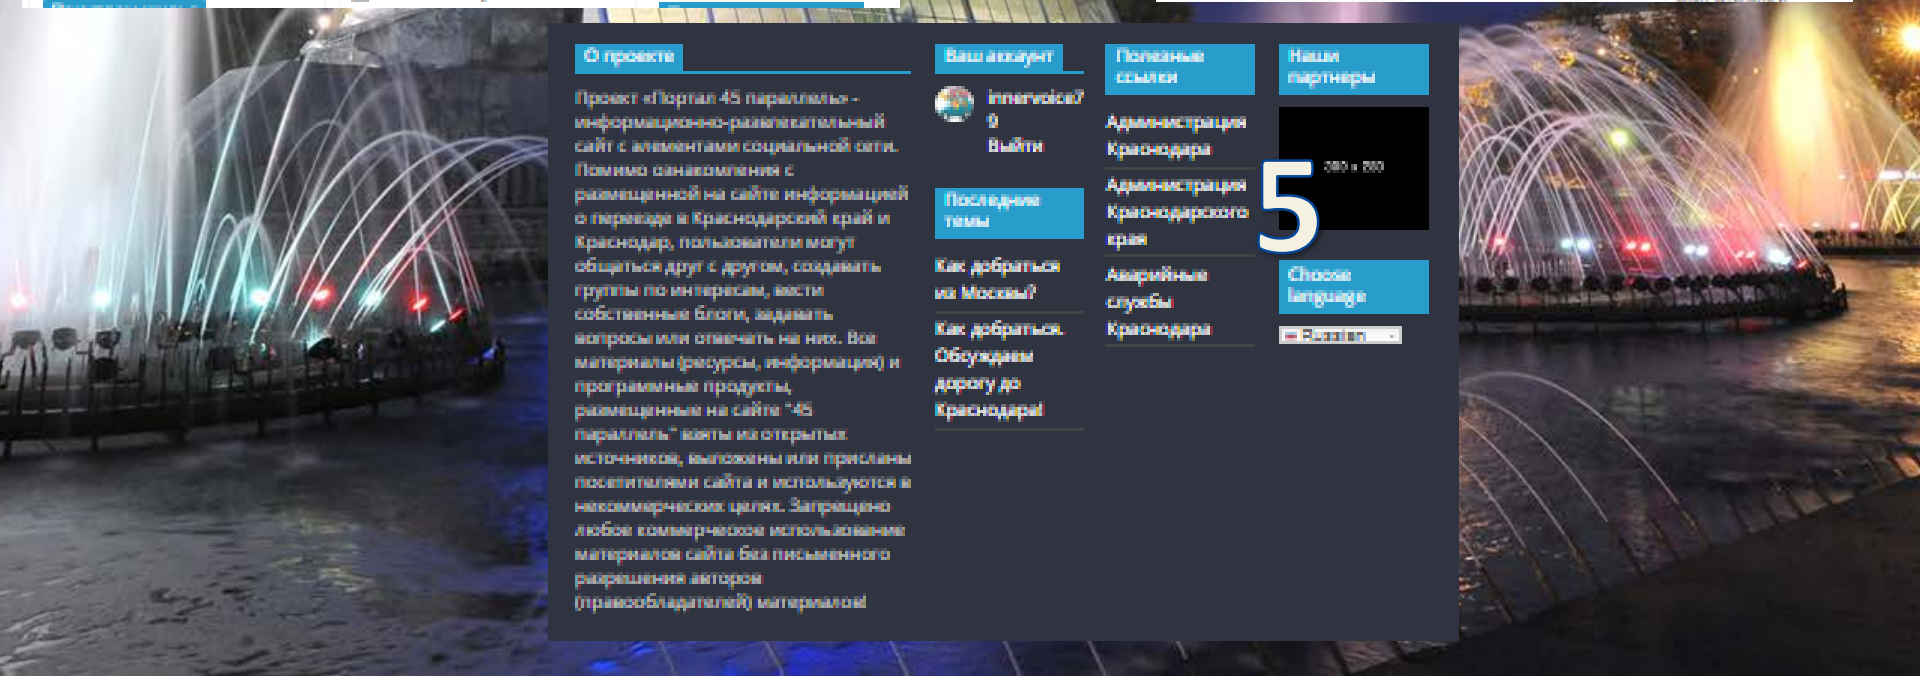 О проекте
Проект «Портал 45 параллель» –
информационно-развлекательный
сайт с элементами социальной сети.
Помимо ознакомления с
размещенной на сайте информацией
о переезде в Краснодарский край и
Краснодар, пользователи могут
общаться друг с другом, создавать
группы по интересам, вести
собственные блоги, задавать
вопросы или отвечать на них. Все
материалы (ресурсы, информация) и
программные продукты,
размещенные на сайте "45
параллель" взяты из открытых
источников, выложены или присланы
посетителями сайта и используются в
некоммерческих целях. Запрещено
любое коммерческое использование
материалов сайта без письменного
разрешения авторов
(правообладателей) материалов!
Ваш аккаунт
innervoice7
9
Выйти
Последние
темы
Как добраться
из Москвы?
Как добраться.
Обсуждаем
дорогу до
Краснодара!
Полезные
ссылки
Администрация
Краснодара
Администрация
Краснодарского
края
Аварийные
службы
Краснодара
Наши
партнеры
5
Choose
language
Russian